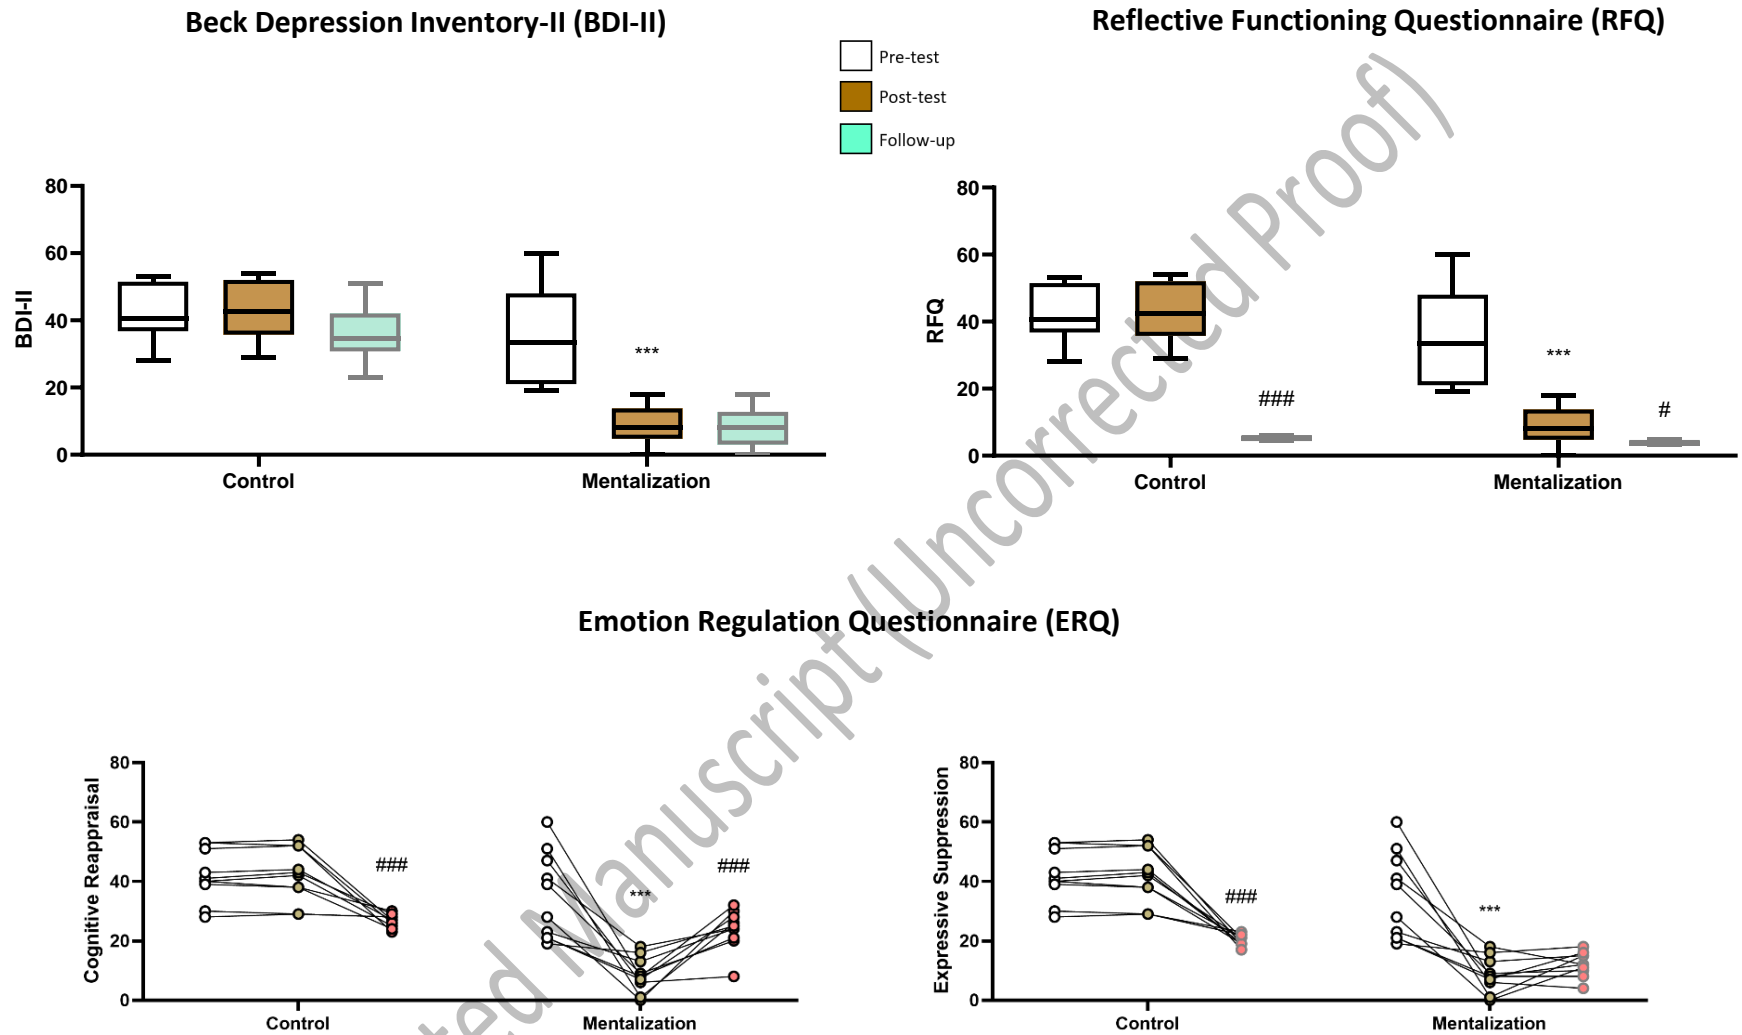 Beck Depression Inventory-II (BDI-II)
Reflective Functioning Questionnaire (RFQ)
Pre-test
Post-test
Follow-up
80
60
40
20
0
BDI-II
***
Control
Mentalization
80
60
40
20
0
RFQ
###
***
#
Control
Mentalization
Emotion Regulation Questionnaire (ERQ)
80
60
40
20
0
Cognitive Reappraisal
###
***
###
Control
Mentalization
80
60
40
20
0
Expressive Suppression
###
***
Control
Mentalization
ted Manuscript (Uncorrected Proof)